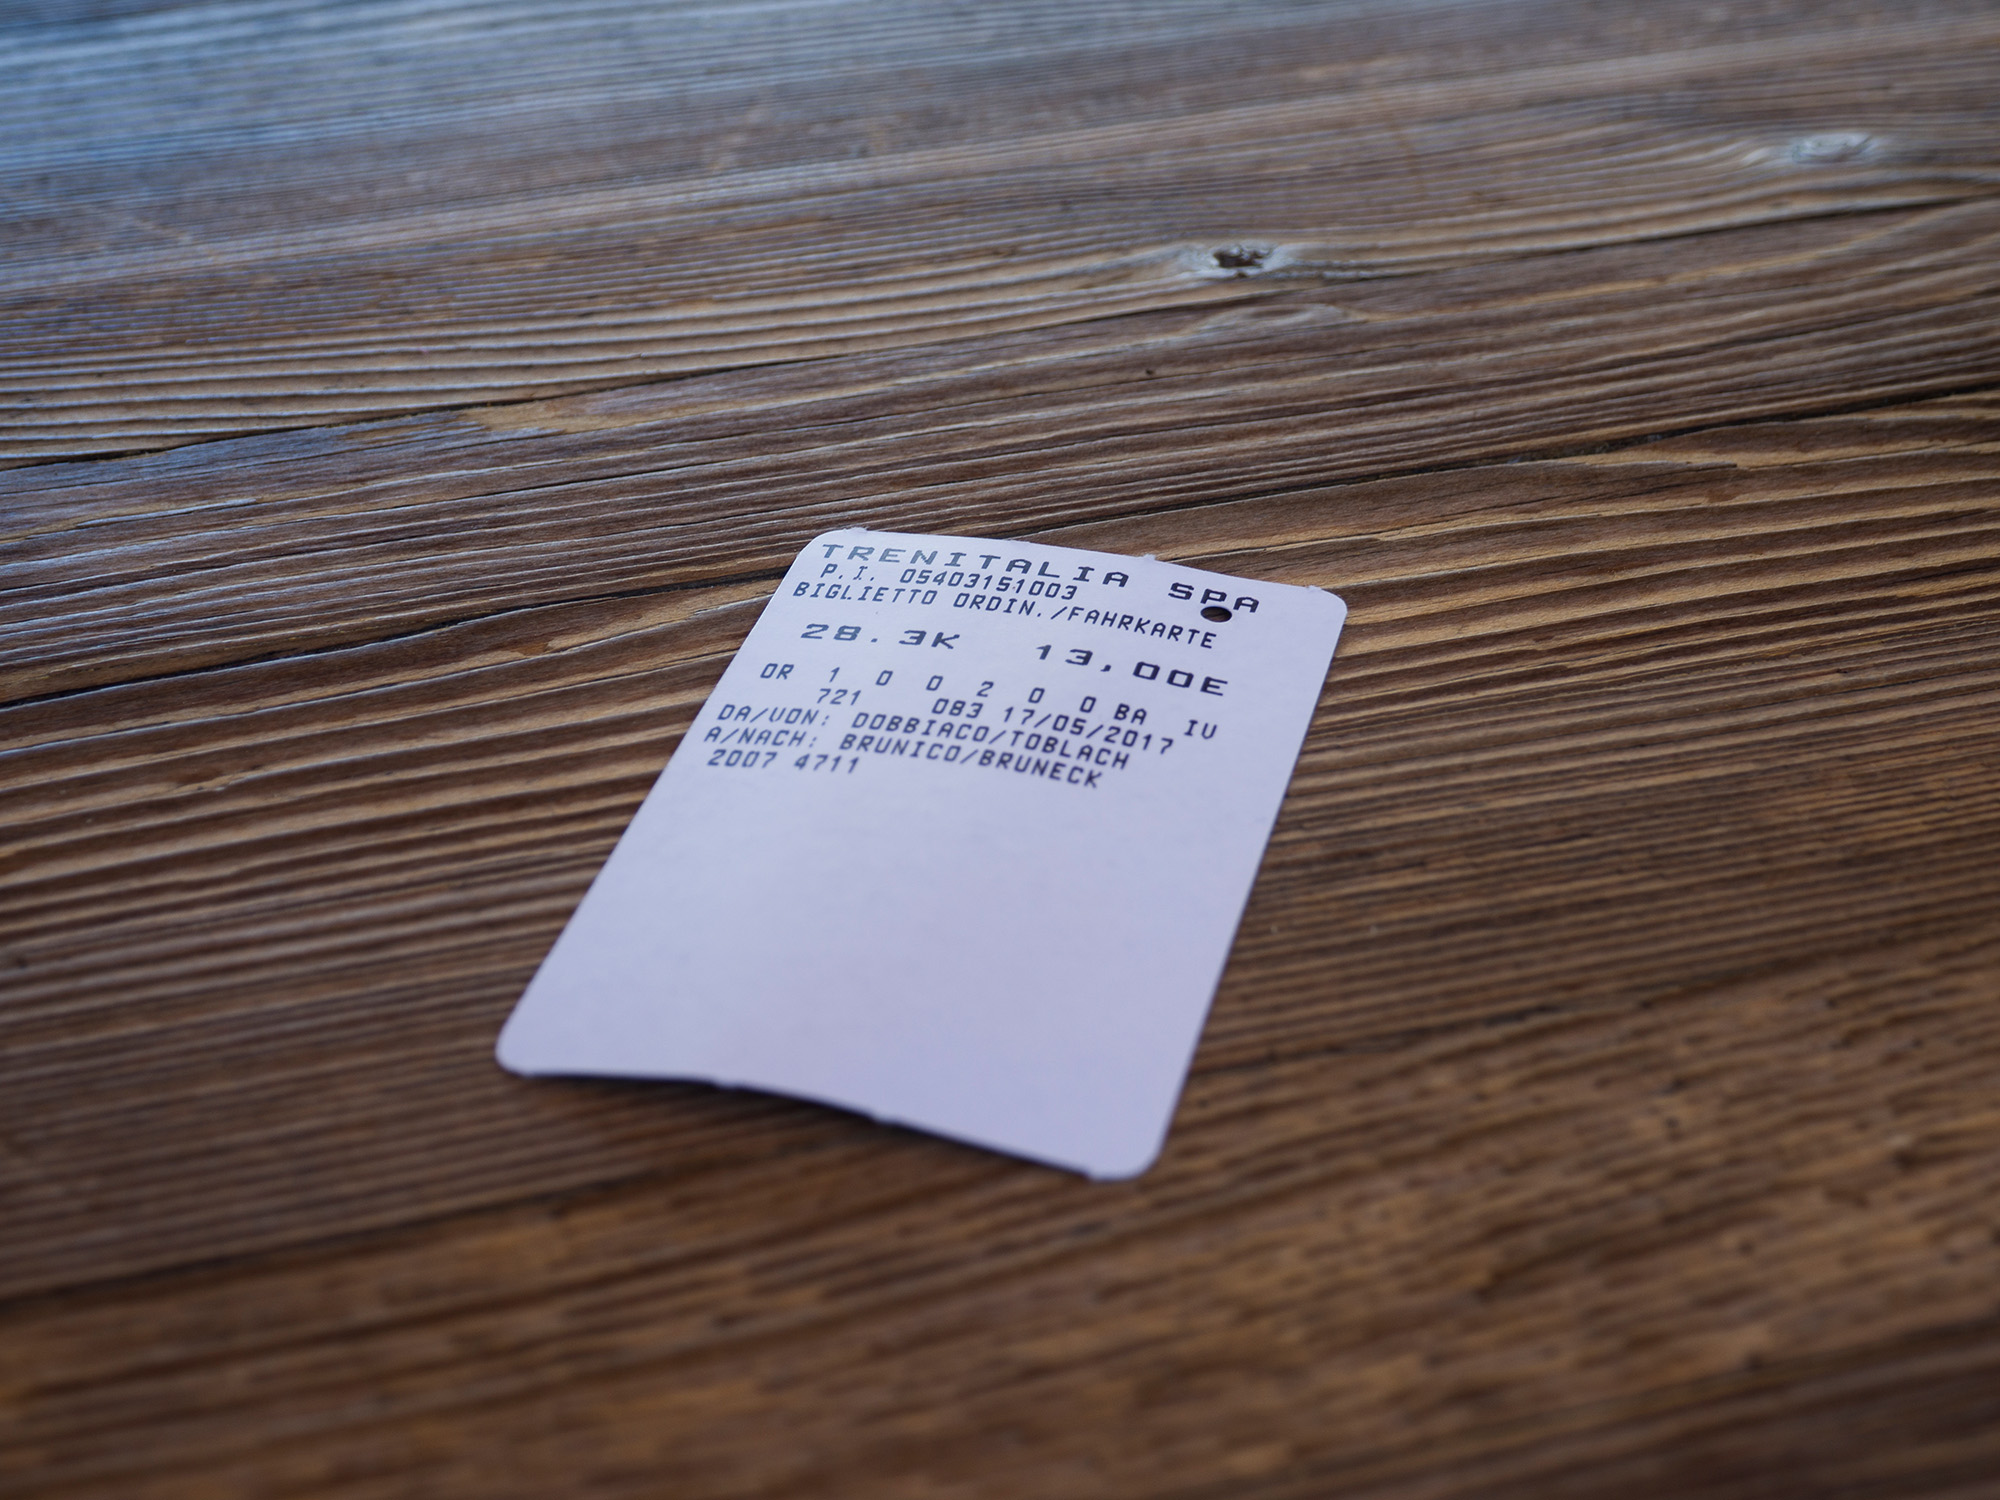 TRENITALIA SPA
P.I. 05403151003
BIGLIETTO ORDIN./FAHRKARTE
28.3K 13,00E
OR 1 0 0 2 0 0 BA IV
721 083 17/05/2017
DA/VON: DOBBIACO/TOBLACH
A/NACH: BRUNICO/BRUNECK
2007 4711